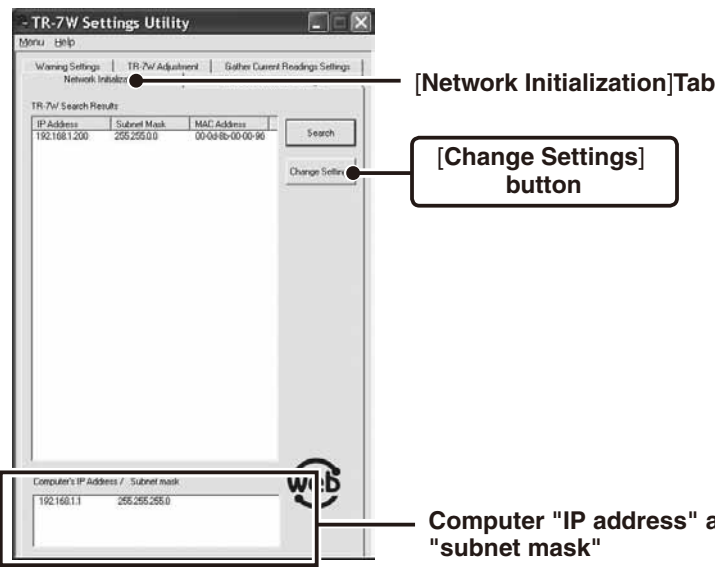 TR-7W Settings Utility
Menu Help
Warning Settings TR-7W Adjustment Gather Current Readings Settings
Network
[Network Initialization]Tab
TR-7W Search Results
IP Address Subnet Mask MAC Address
192.168.1.200 255.255.0.0 00-0d-8b-00-00-96
Search
Change
[Change Settings]
button
web
Computer's IP Address / Subnet mask
192.168.1.1 255.255.255.0
Computer "IP address"
"subnet mask"